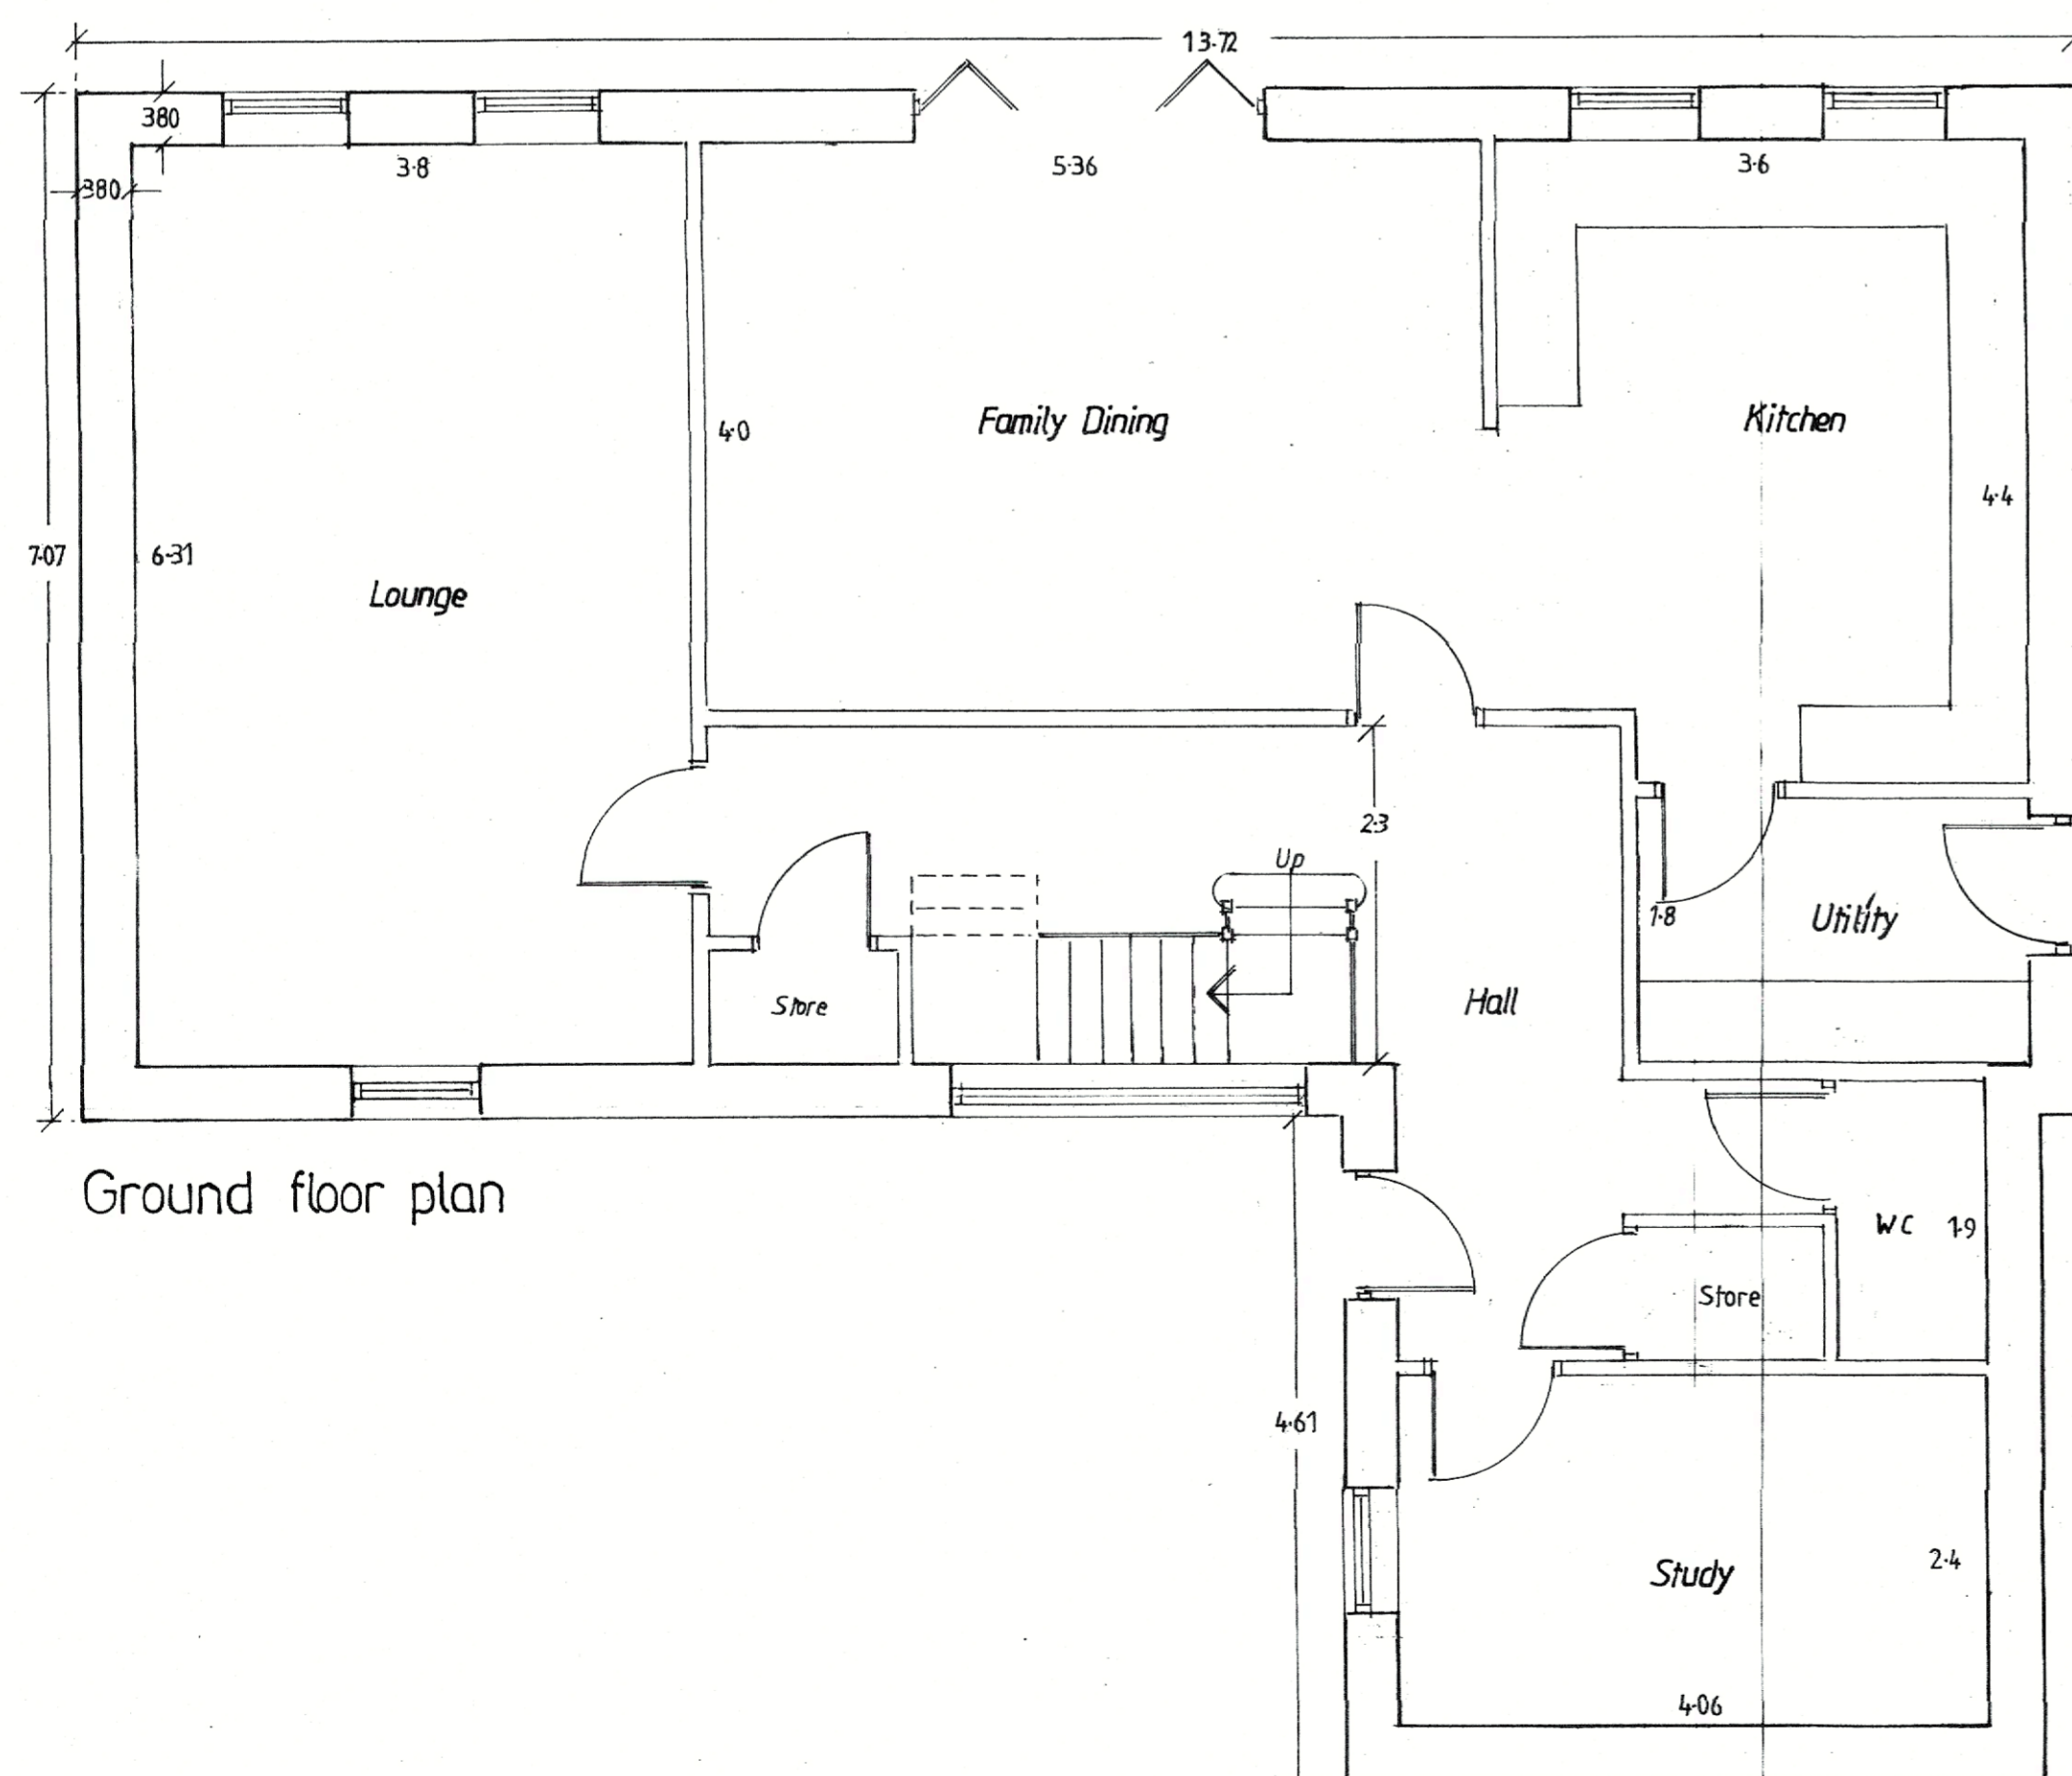 13.72
380
3.8
5.36
3.6
380
Family Dining
Kitchen
4.0
4.4
7.07
6.31
Lounge
2.3
Up
1.8
Utility
Store
Hall
Ground floor plan
WC
1.9
Store
4.61
2.4
Study
4.06